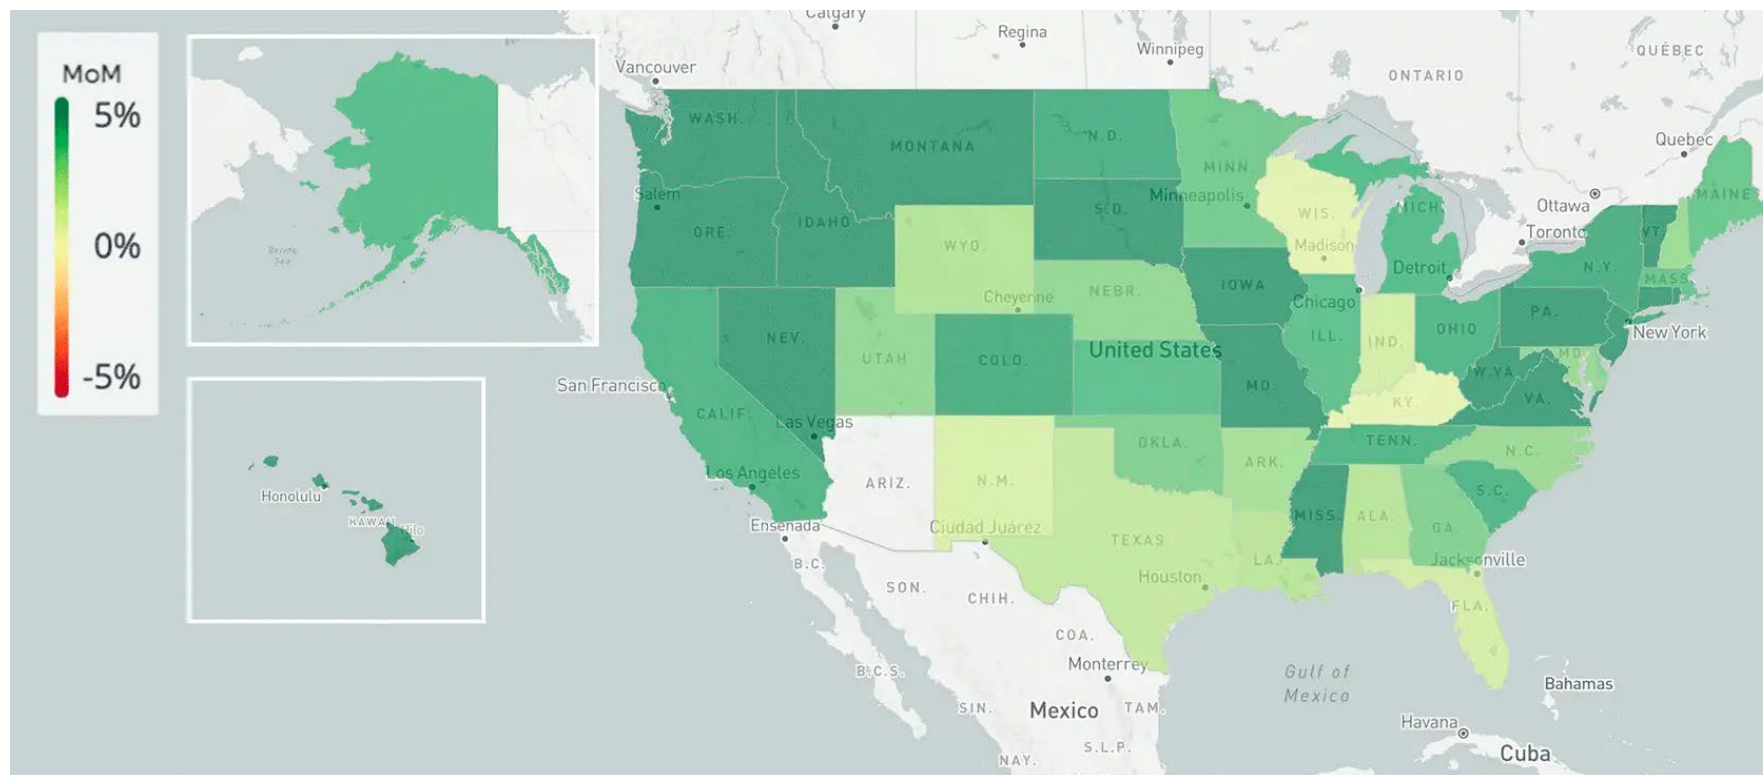 MoM
5%
0%
-5%
Bering
Sea
Honolulu
HAWAII
Hilo
Calgary
Regina
Winnipeg
Vancouver
ONTARIO
QUÉBEC
Quebec
Ottawa
Toronto
WASH.
MONTANA
N.D.
MINN.
MAINE
Salem
ORE.
IDAHO
S.D.
Minneapolis
WIS.
Madison
MICH.
Detroit
VT.
N.Y.
MASS.
WYO.
Cheyenne
NEBR.
IOWA
Chicago
PA.
New York
NEV.
UTAH
COLO.
United States
ILL.
IND.
OHIO
MD.
W.VA.
VA.
San Francisco
CALIF.
Las Vegas
MO.
KY.
Los Angeles
ARIZ.
N.M.
OKLA.
ARK.
TENN.
N.C.
S.C.
MISS.
ALA.
GA.
Ensenada
Ciudad Juárez
TEXAS
Houston
LA.
Jacksonville
FLA.
B.C.
SON.
CHIH.
COA.
Monterrey
B.C.S.
SIN.
Mexico
TAM.
Gulf of
Mexico
Bahamas
Havana
Cuba
S.L.P.
NAY.